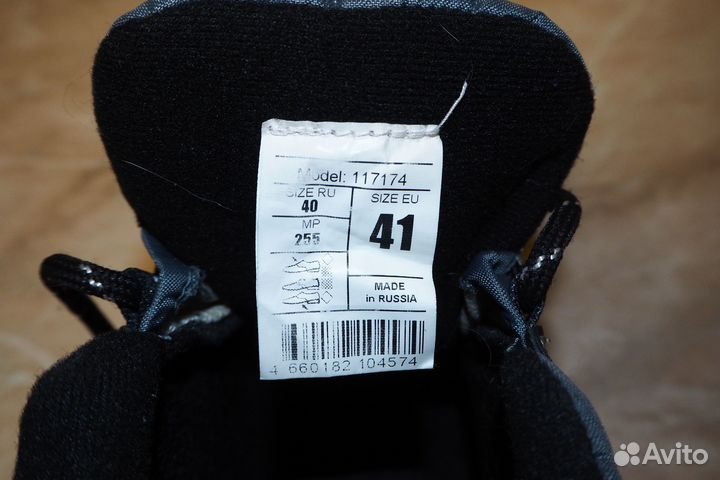 Model: 117174
SIZE RU
40
MP
255
SIZE EU
41
MADE
in RUSSIA
4 660182 104574
Avito